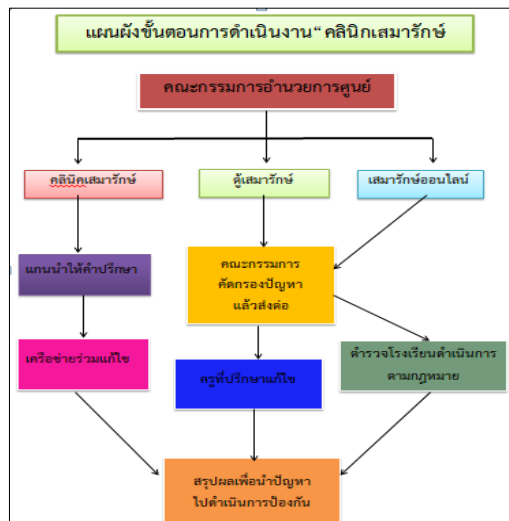 แผนผังขั้นตอนการดำเนินงาน“คลินิกเสมารักษ์
คณะกรรมการอำนวยการศูนย์
คลินิคเสมารักษ์
ตู้เสมารักษ์
เสมารักษ์ออนไลน์
แกนนำให้คำปรึกษา
คณะกรรมการ
คัดกรองปัญหา
แล้วส่งต่อ
เครือข่ายร่วมแก้ไข
ครูที่ปรึกษาแก้ไข
ตำรวจโรงเรียนดำเนินการ
ตามกฎหมาย
สรุปผลเพื่อนำปัญหา
ไปดำเนินการป้องกัน